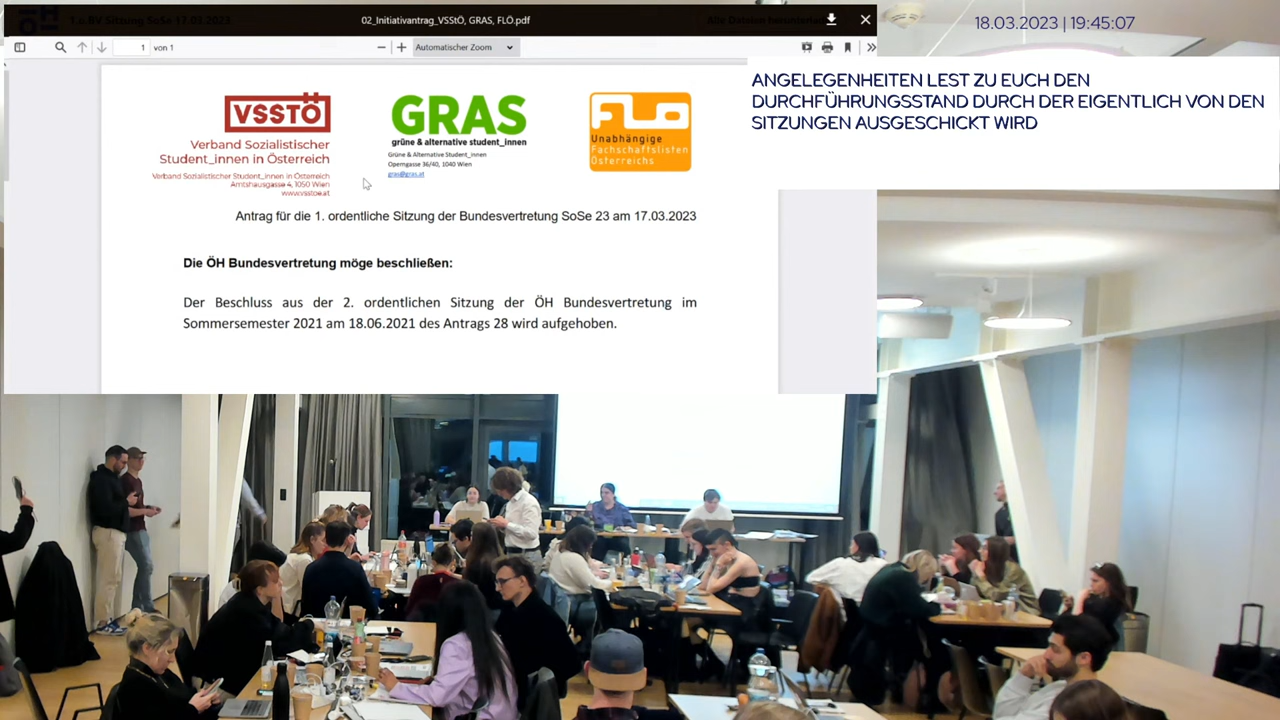 1.o.BV Sitzung SoSe 17.03.2023
02_Initiativantrag_VSStÖ, GRAS, FLÖ.pdf
Alle Dateien herunterladen
18.03.2023 | 19:45:07
1 von 1
Automatischer Zoom
ANGELEGENHEITEN LEST ZU EUCH DEN
DURCHFÜHRUNGSSTAND DURCH DER EIGENTLICH VON DEN
SITZUNGEN AUSGESCHICKT WIRD
VSSTÖ
Verband Sozialistischer
Student_innen in Österreich
Verband Sozialistischer Student_innen in Österreich
Amtshausgasse 4, 1050 Wien
www.vsstoe.at
GRAS
grüne & alternative student_innen
Grüne & Alternative Student_innen
Operngasse 36/40, 1040 Wien
gras@gras.at
FLÖ
Unabhängige
Fachschaftslisten
Österreichs
Antrag für die 1. ordentliche Sitzung der Bundesvertretung SoSe 23 am 17.03.2023
Die ÖH Bundesvertretung möge beschließen:
Der Beschluss aus der 2. ordentlichen Sitzung der ÖH Bundesvertretung im
Sommersemester 2021 am 18.06.2021 des Antrags 28 wird aufgehoben.